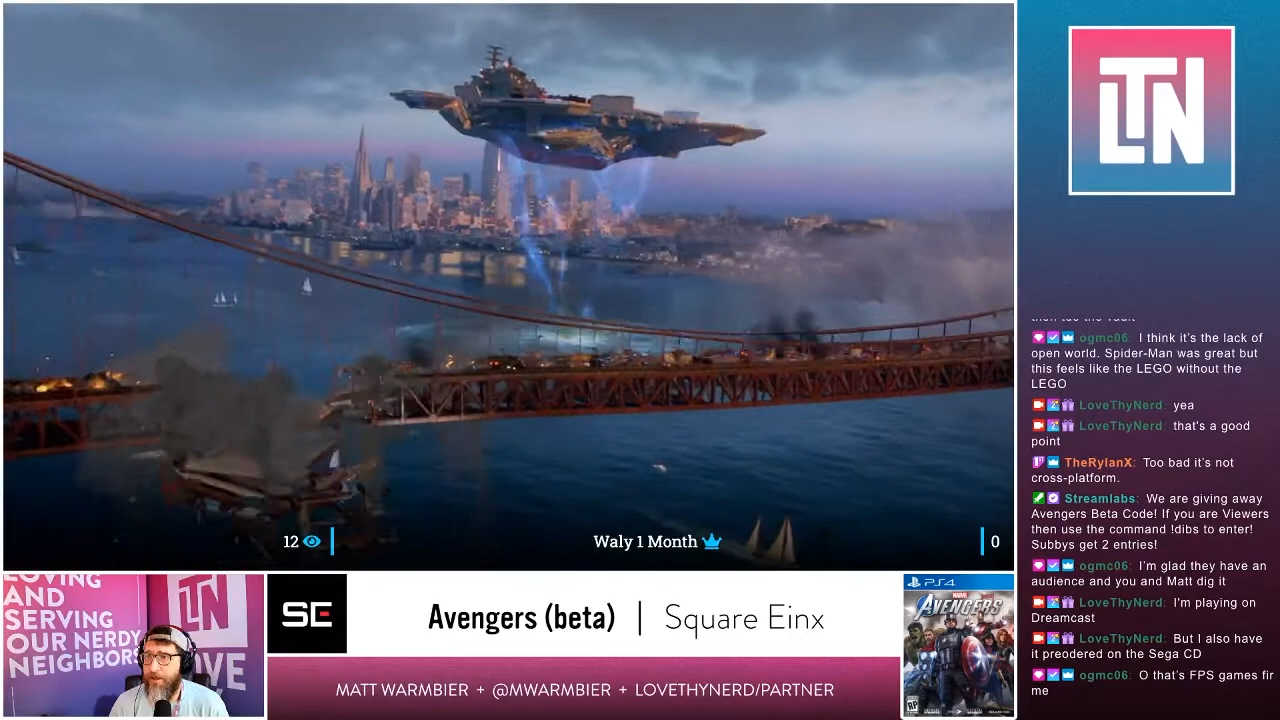 LTN
then tue the vault
ogmc06: I think it's the lack of
open world. Spider-Man was great but
this feels like the LEGO without the
LEGO
LoveThyNerd: yea
LoveThyNerd: that's a good
point
TheRylanX: Too bad it's not
cross-platform.
Streamlabs: We are giving away
Avengers Beta Code! If you are Viewers
then use the command !dibs to enter!
Subbys get 2 entries!
ogmc06: I'm glad they have an
audience and you and Matt dig it
LoveThyNerd: I'm playing on
Dreamcast
LoveThyNerd: But I also have
it preodered on the Sega CD
ogmc06: O that's FPS games fir
me
12
Waly 1 Month
0
LOVING
AND
SERVING
OUR NERDY
NEIGHBORS
LTN
SE
Avengers (beta) | Square Einx
MATT WARMBIER + @MWARMBIER + LOVETHYNERD/PARTNER
PS4
MARVEL
AVENGERS
RP